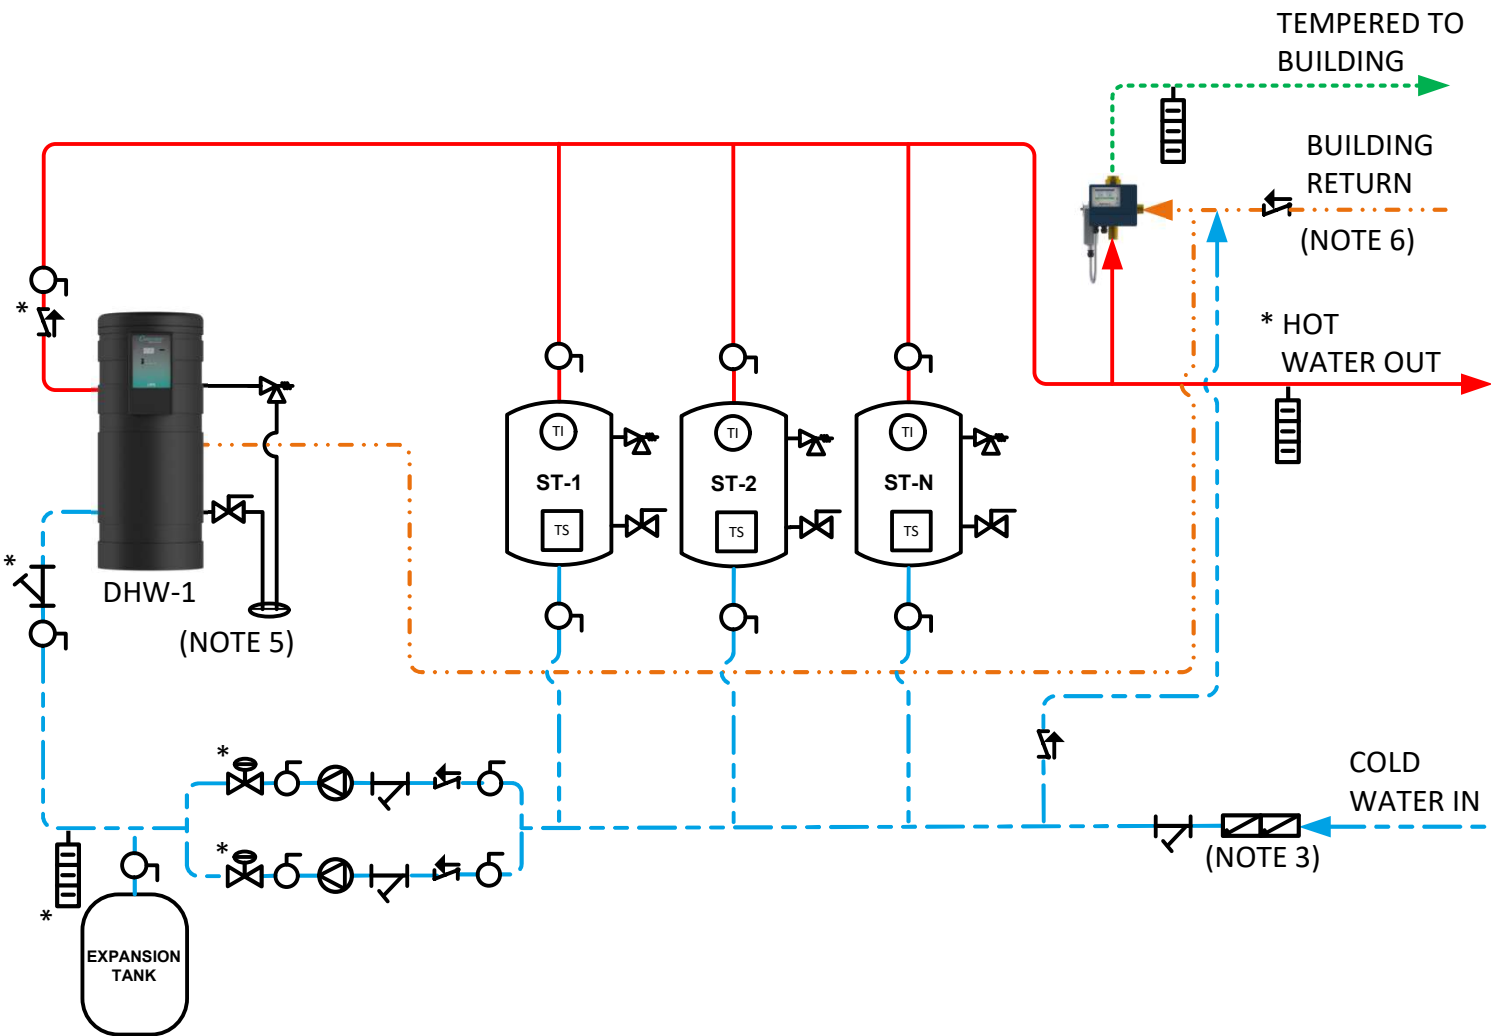 TEMPERED TO
BUILDING
BUILDING
RETURN
(NOTE 6)
*
* HOT
WATER OUT
TI
TI
TI
ST-1
ST-2
ST-N
TS
TS
TS
*
DHW-1
(NOTE 5)
*
COLD
WATER IN
*
(NOTE 3)
*
EXPANSION
TANK